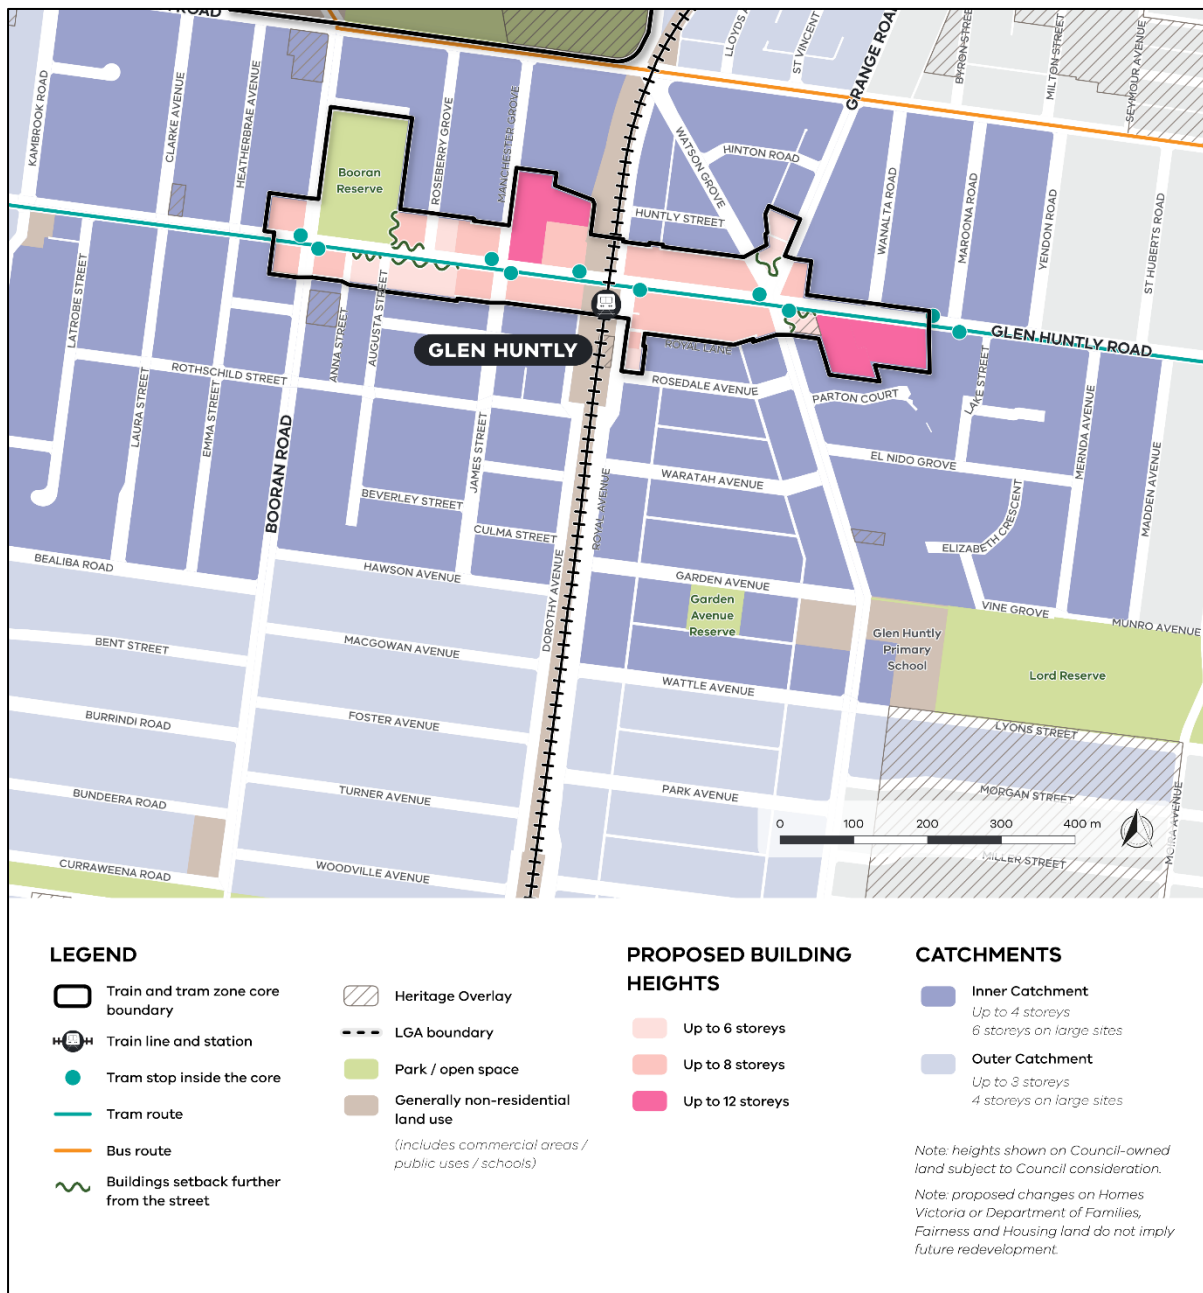 ROAD
KAMBROOK ROAD
CLARKE AVENUE
HEATHERBRAE AVENUE
ROSEBERRY GROVE
MANCHESTER GROVE
LLOYDS A
ST VINCENT
GRANGE ROAD
BYRON STREET
MILTON STREET
SEYMOUR AVENUE
WATSON GROVE
HINTON ROAD
HUNTLY STREET
WANALTA ROAD
MAROONA ROAD
YENDON ROAD
ST HUBERTS ROAD
Booran
Reserve
GLEN HUNTLY ROAD
GLEN HUNTLY
LATROBE STREET
ANNA STREET
AUGUSTA STREET
ROTHSCHILD STREET
LAURA STREET
EMMA STREET
BOORAN ROAD
JAMES STREET
ROYAL LANE
ROSEDALE AVENUE
PARTON COURT
LAKE STREET
MERNDA AVENUE
MADDEN AVENUE
EL NIDO GROVE
WARATAH AVENUE
ROYAL AVENUE
BEVERLEY STREET
CULMA STREET
ELIZABETH CRESCENT
BEALIBA ROAD
HAWSON AVENUE
DOROTHY AVENUE
GARDEN AVENUE
Garden
Avenue
Reserve
VINE GROVE
MUNRO AVENUE
Glen Huntly
Primary
School
Lord Reserve
BENT STREET
MACGOWAN AVENUE
WATTLE AVENUE
BURRINDI ROAD
FOSTER AVENUE
LYONS STREET
BUNDEERA ROAD
TURNER AVENUE
PARK AVENUE
MORGAN STREET
MOIRA AVENUE
0 100 200 300 400 m
MILLER STREET
CURRAWEENA ROAD
WOODVILLE AVENUE
LEGEND
Train and tram zone core
boundary
Train line and station
Tram stop inside the core
Tram route
Bus route
Buildings setback further
from the street
Heritage Overlay
LGA boundary
Park / open space
Generally non-residential
land use
(includes commercial areas /
public uses / schools)
PROPOSED BUILDING
HEIGHTS
Up to 6 storeys
Up to 8 storeys
Up to 12 storeys
CATCHMENTS
Inner Catchment
Up to 4 storeys
6 storeys on large sites
Outer Catchment
Up to 3 storeys
4 storeys on large sites
Note: heights shown on Council-owned
land subject to Council consideration.
Note: proposed changes on Homes
Victoria or Department of Families,
Fairness and Housing land do not imply
future redevelopment.